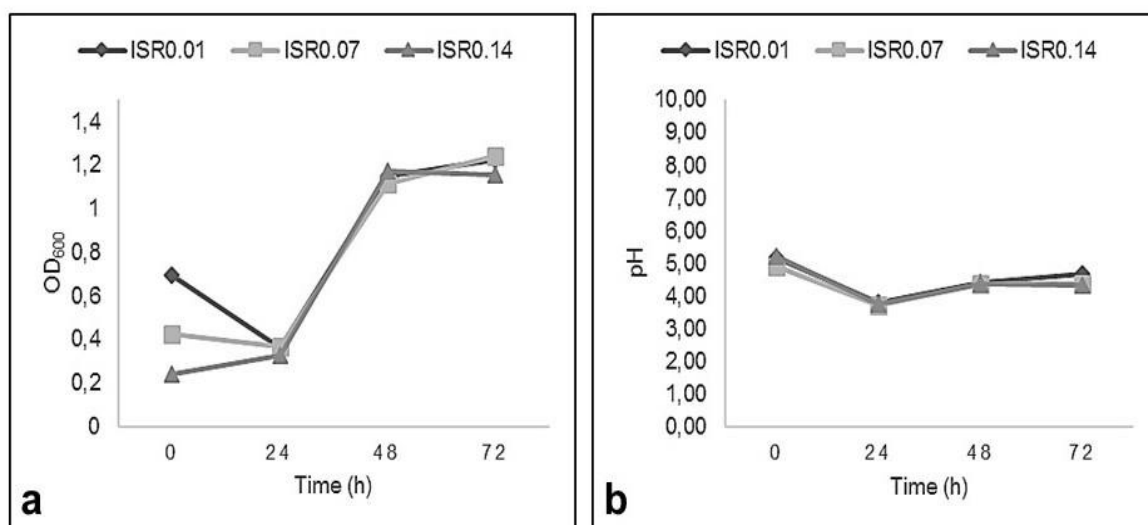 ISR0.01 ISR0.07 ISR0.14
1,4
1,2
1
0,8
0,6
0,4
0,2
0
OD600
0 24 48 72
Time (h)
a
ISR0.01 ISR0.07 ISR0.14
10,00
9,00
8,00
7,00
6,00
5,00
4,00
3,00
2,00
1,00
0,00
pH
0 24 48 72
Time (h)
b